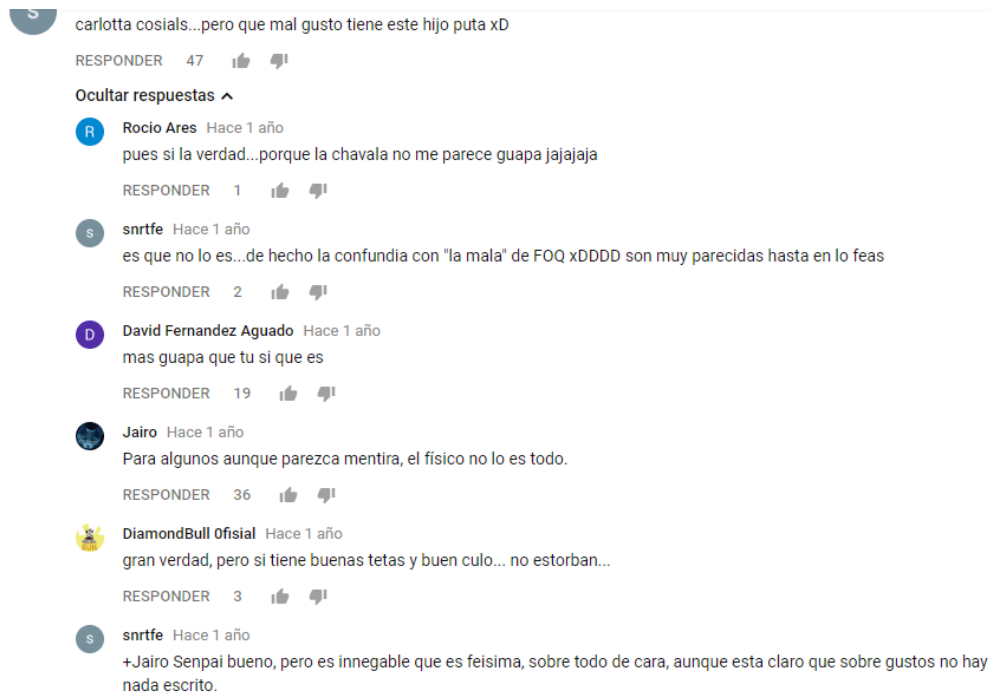 S
carlotta cosials...pero que mal gusto tiene este hijo puta xD
RESPONDER 47
Ocultar respuestas
R
Rocio Ares Hace 1 año
pues si la verdad...porque la chavala no me parece guapa jajajaja
RESPONDER 1
s
snrtfe Hace 1 año
es que no lo es...de hecho la confundia con "la mala" de FOQ xDDDD son muy parecidas hasta en lo feas
RESPONDER 2
D
David Fernandez Aguado Hace 1 año
mas guapa que tu si que es
RESPONDER 19
Jairo Hace 1 año
Para algunos aunque parezca mentira, el físico no lo es todo.
RESPONDER 36
DiamondBull 0fisial Hace 1 año
gran verdad, pero si tiene buenas tetas y buen culo... no estorban...
RESPONDER 3
s
snrtfe Hace 1 año
+Jairo Senpai bueno, pero es innegable que es feisima, sobre todo de cara, aunque esta claro que sobre gustos no hay
nada escrito.